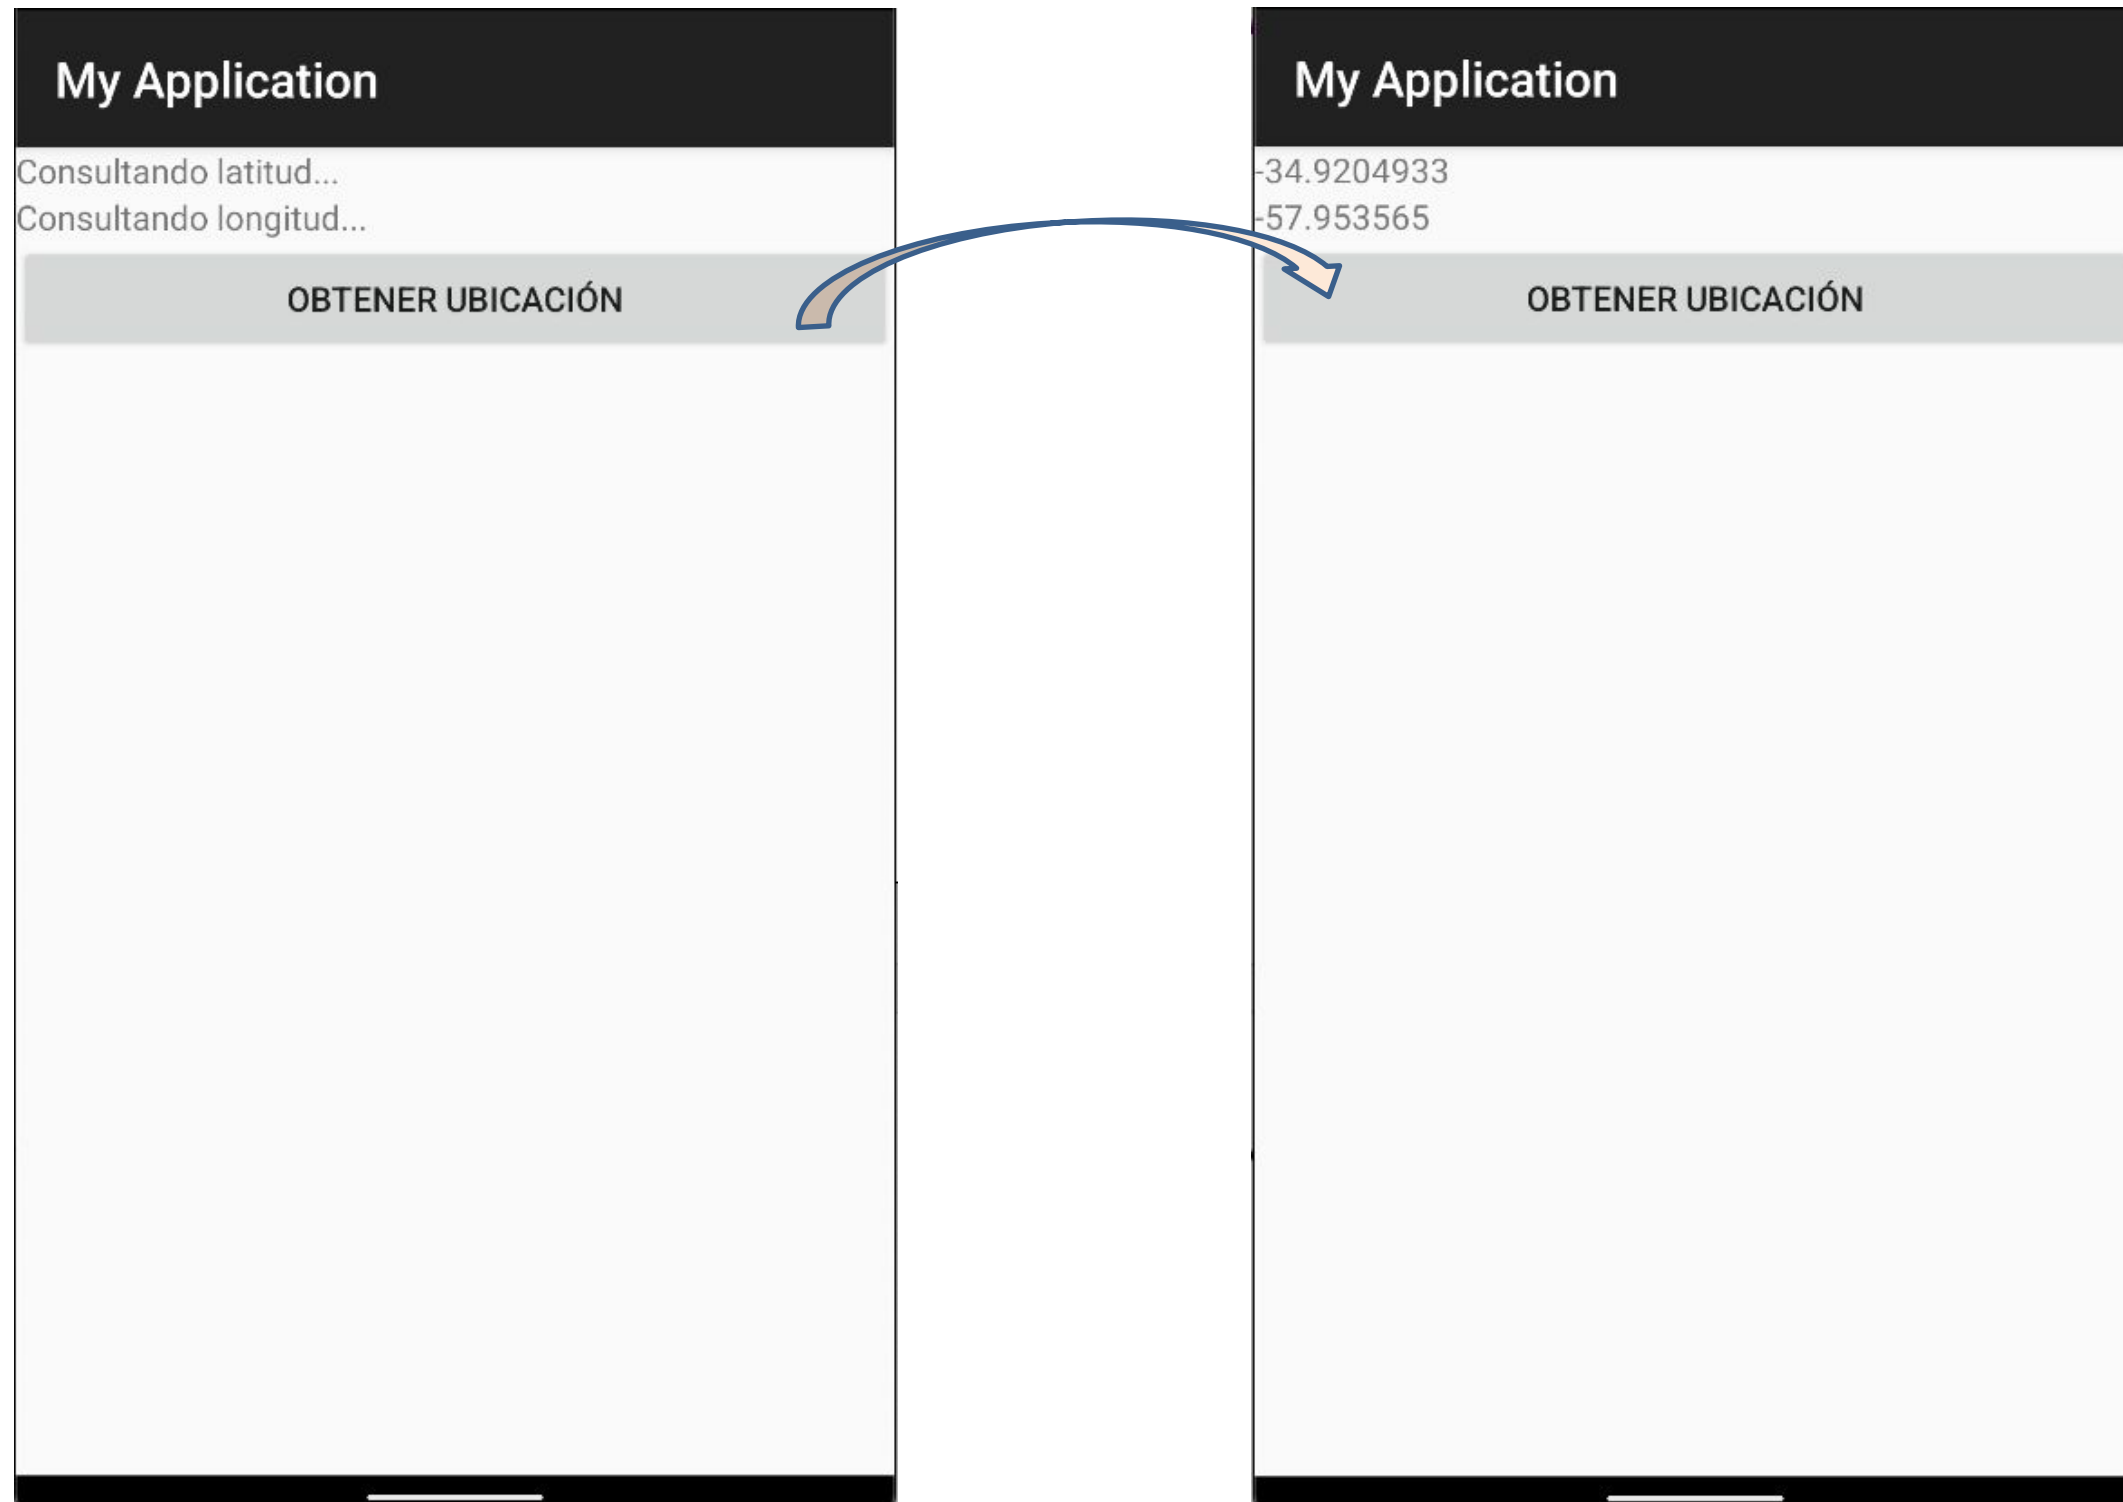 My Application
Consultando latitud...
Consultando longitud...
OBTENER UBICACIÓN
My Application
-34.9204933
-57.953565
OBTENER UBICACIÓN